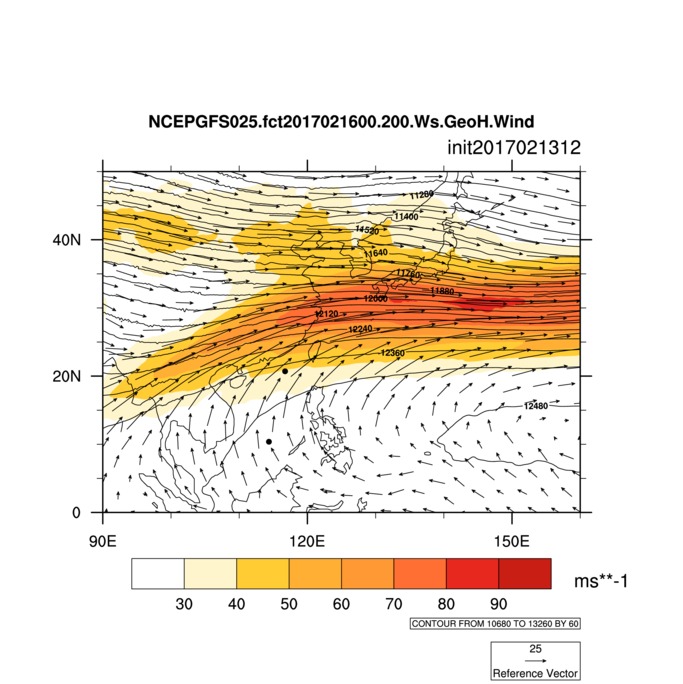 NCEPGFS025.fct2017021600.200.Ws.GeoH.Wind
init2017021312
11280
11400
11520
11640
11760
11880
12000
12120
12240
12360
12480
40N
20N
0
90E 120E 150E
ms**-1
30 40 50 60 70 80 90
CONTOUR FROM 10680 TO 13260 BY 60
25
Reference Vector